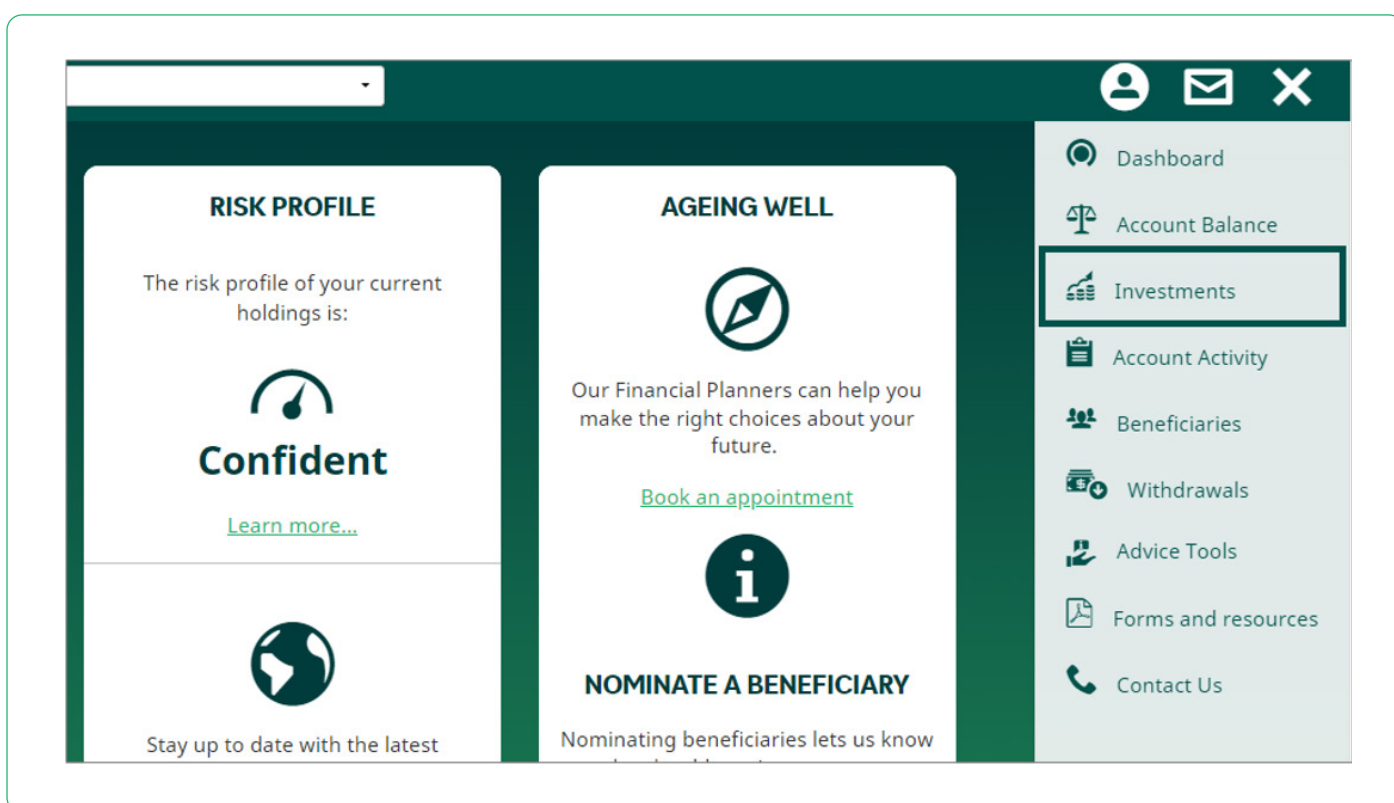 RISK PROFILE
The risk profile of your current
holdings is:
Confident
Learn more...
Stay up to date with the latest
AGEING WELL
Our Financial Planners can help you
make the right choices about your
future.
Book an appointment
NOMINATE A BENEFICIARY
Nominating beneficiaries lets us know
Dashboard
Account Balance
Investments
Account Activity
Beneficiaries
Withdrawals
Advice Tools
Forms and resources
Contact Us